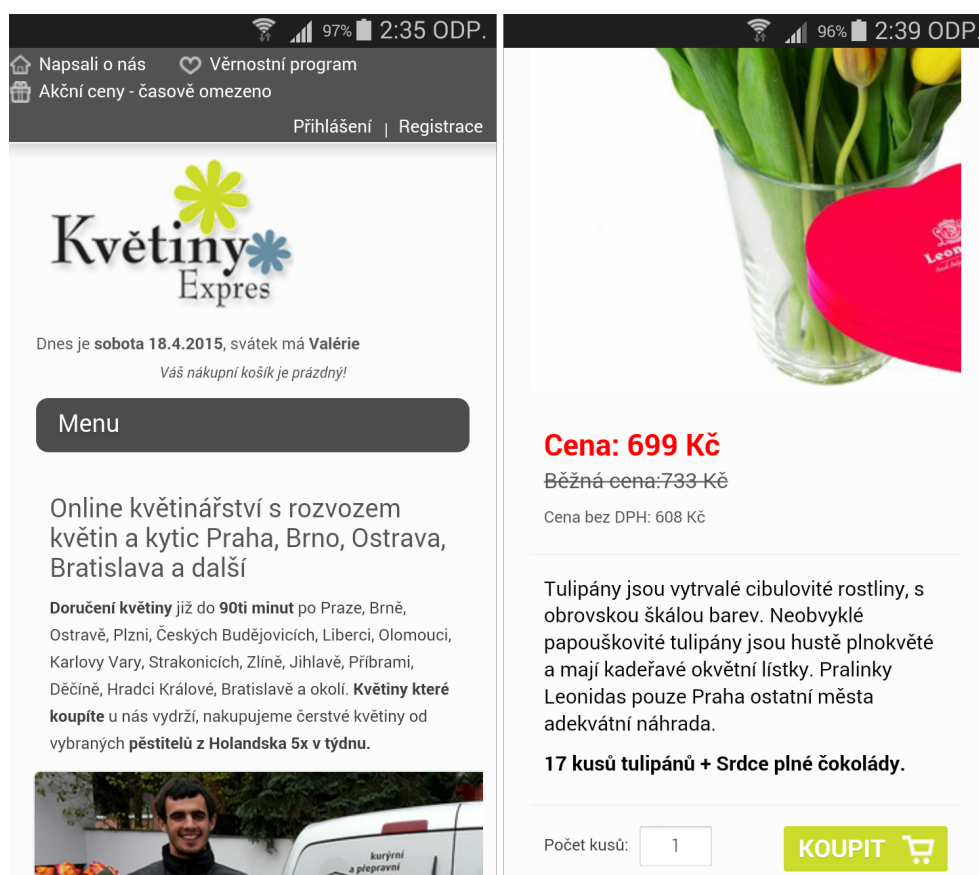 97% 2:35 ODP.
Napsali o nás Věrnostní program
Akční ceny - časově omezeno
Přihlášení | Registrace
Květiny
Expres
Dnes je sobota 18.4.2015, svátek má Valérie
Váš nákupní košík je prázdný!
Menu
Online květinářství s rozvozem
květin a kytic Praha, Brno, Ostrava,
Bratislava a další
Doručení květiny již do 90ti minut po Praze, Brně,
Ostravě, Plzni, Českých Budějovicích, Liberci, Olomouci,
Karlovy Vary, Strakonicích, Zlíně, Jihlavě, Příbrami,
Děčíně, Hradci Králové, Bratislavě a okolí. Květiny které
koupíte u nás vydrží, nakupujeme čerstvé květiny od
vybraných pěstitelů z Holandska 5x v týdnu.
kurýrní
a přepravní
96% 2:39 ODP.
Leon
Cena: 699 Kč
Běžná cena:733 Kč
Cena bez DPH: 608 Kč
Tulipány jsou vytrvalé cibulovité rostliny, s
obrovskou škálou barev. Neobvyklé
papouškovité tulipány jsou hustě plnokvěté
a mají kadeřavé okvětní lístky. Pralinky
Leonidas pouze Praha ostatní města
adekvátní náhrada.
17 kusů tulipánů + Srdce plné čokolády.
Počet kusů: 1
KOUPIT